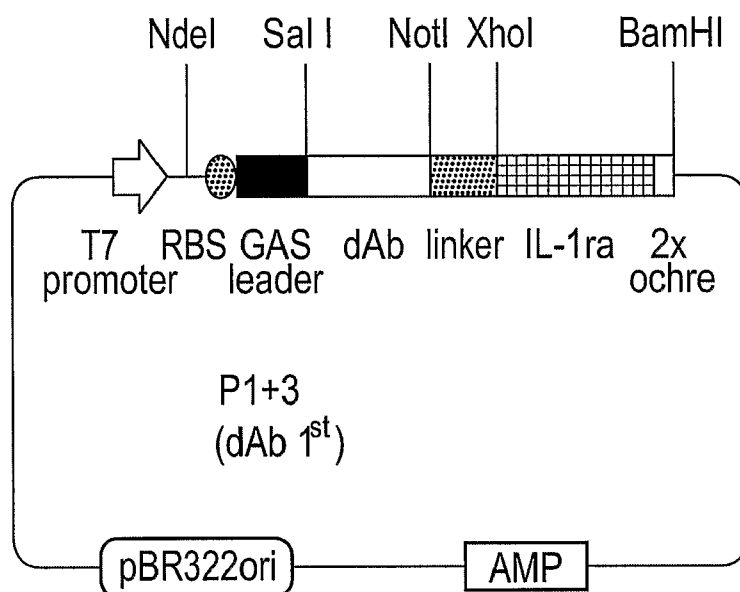 NdeI Sal I NotI XhoI BamHI
T7 promoter RBS GAS leader dAb linker IL-1ra 2x ochre
P1+3
(dAb 1st)
pBR322ori AMP